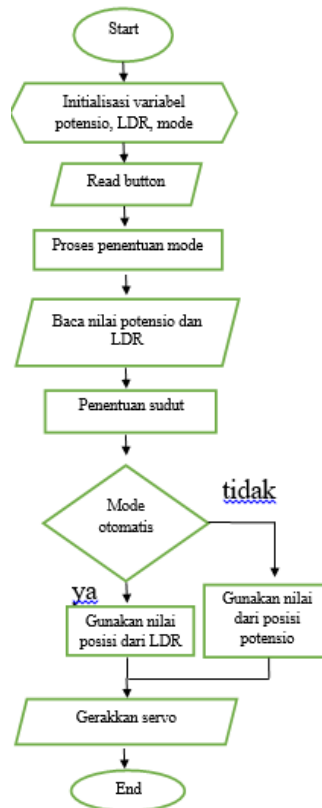 Start
Initialisasi variabel
potensio, LDR, mode
Read button
Proses penentuan mode
Baca nilai potensio dan
LDR
Penentuan sudut
Mode
otomatis
tidak
ya
Gunakan nilai
posisi dari LDR
Gunakan nilai
dari posisi
potensio
Gerakkan servo
End